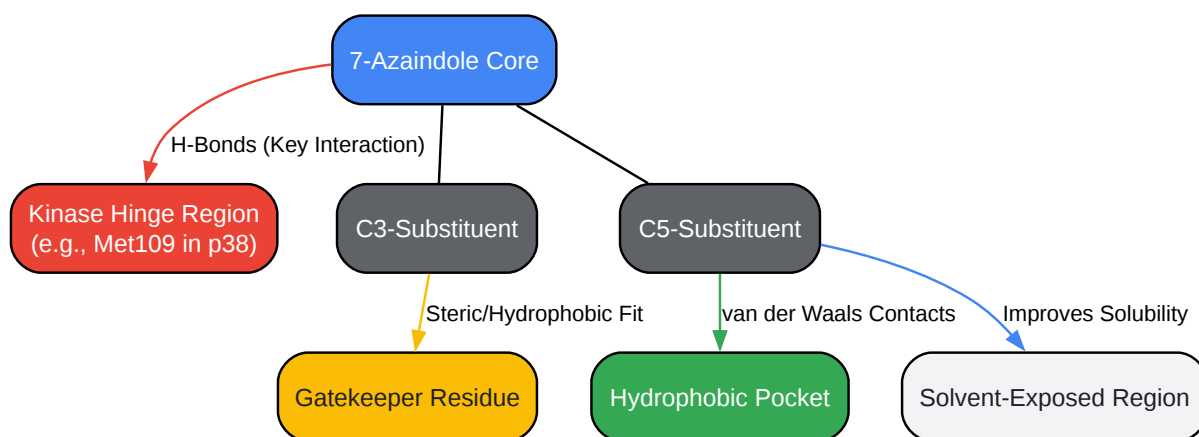 7-Azaindole Core
H-Bonds (Key Interaction)
Kinase Hinge Region
(e.g., Met109 in p38)
C3-Substituent
C5-Substituent
Steric/Hydrophobic Fit
van der Waals Contacts
Improves Solubility
Gatekeeper Residue
Hydrophobic Pocket
Solvent-Exposed Region